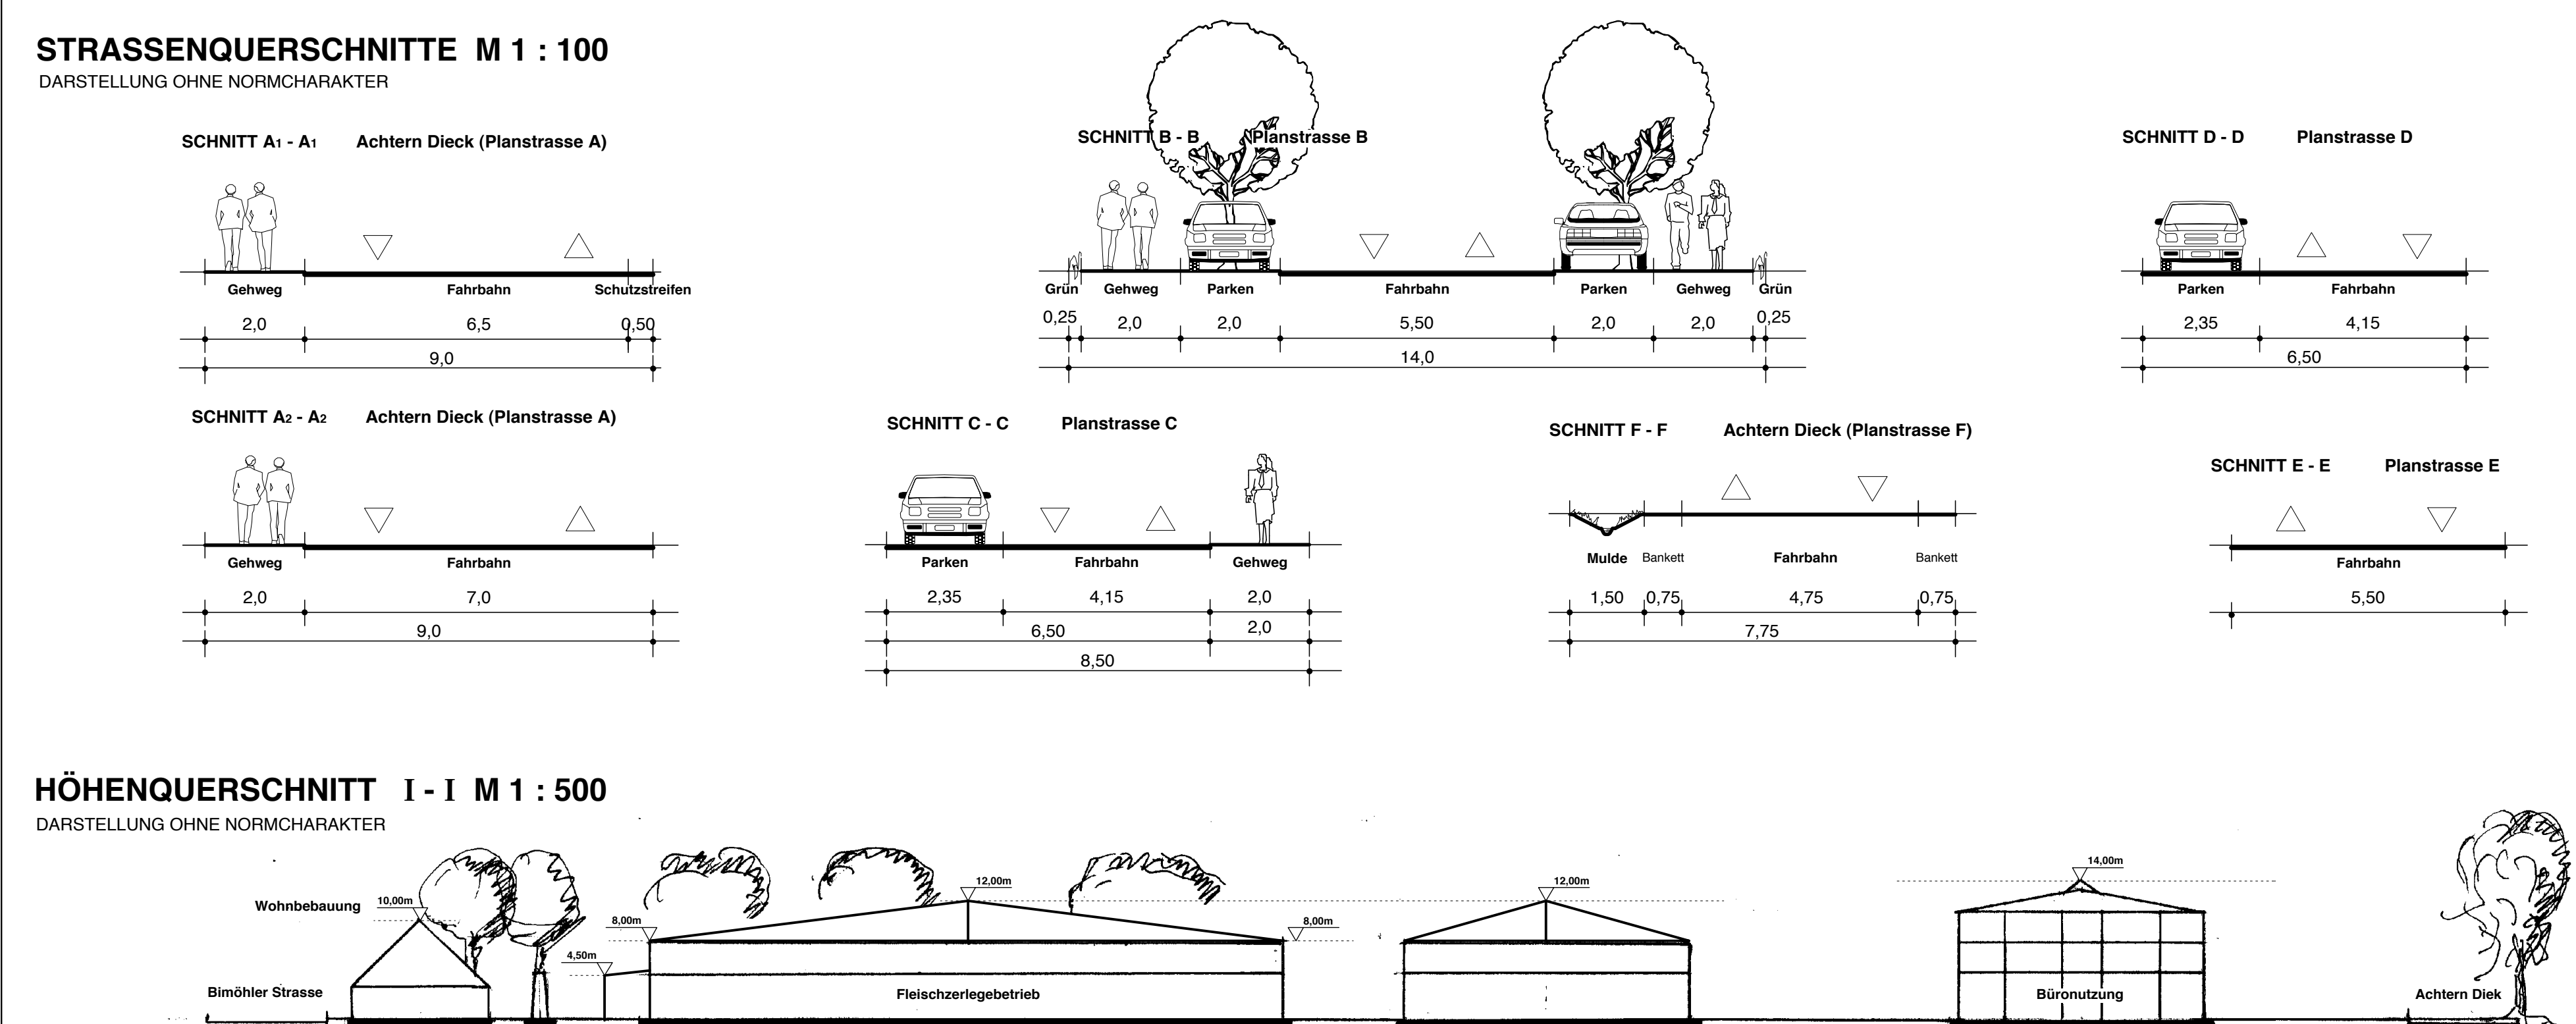 STRASSENQUERSCHNITTE M 1 : 100
DARSTELLUNG OHNE NORMCHARAKTER
SCHNITT A1 - A1 Achtern Dieck (Planstrasse A)
Gehweg Fahrbahn Schutzstreifen
2,0 6,5 0,50
9,0
SCHNITT B - B Planstrasse B
Grün Gehweg Parken Fahrbahn Parken Gehweg Grün
0,25 2,0 2,0 5,50 2,0 2,0 0,25
14,0
SCHNITT D - D Planstrasse D
Parken Fahrbahn
2,35 4,15
6,50
SCHNITT A2 - A2 Achtern Dieck (Planstrasse A)
Gehweg Fahrbahn
2,0 7,0
9,0
SCHNITT C - C Planstrasse C
Parken Fahrbahn Gehweg
2,35 4,15 2,0
6,50 2,0
8,50
SCHNITT F - F Achtern Dieck (Planstrasse F)
Mulde Bankett Fahrbahn Bankett
1,50 0,75 4,75 0,75
7,75
SCHNITT E - E Planstrasse E
Fahrbahn
5,50
HÖHENQUERSCHNITT I - I M 1 : 500
DARSTELLUNG OHNE NORMCHARAKTER
14,00m
12,00m 12,00m
Wohnbebauung 10,00m
8,00m 8,00m
4,50m
Bimöhler Strasse Fleischzerlegebetrieb Büronutzung Achtern Diek